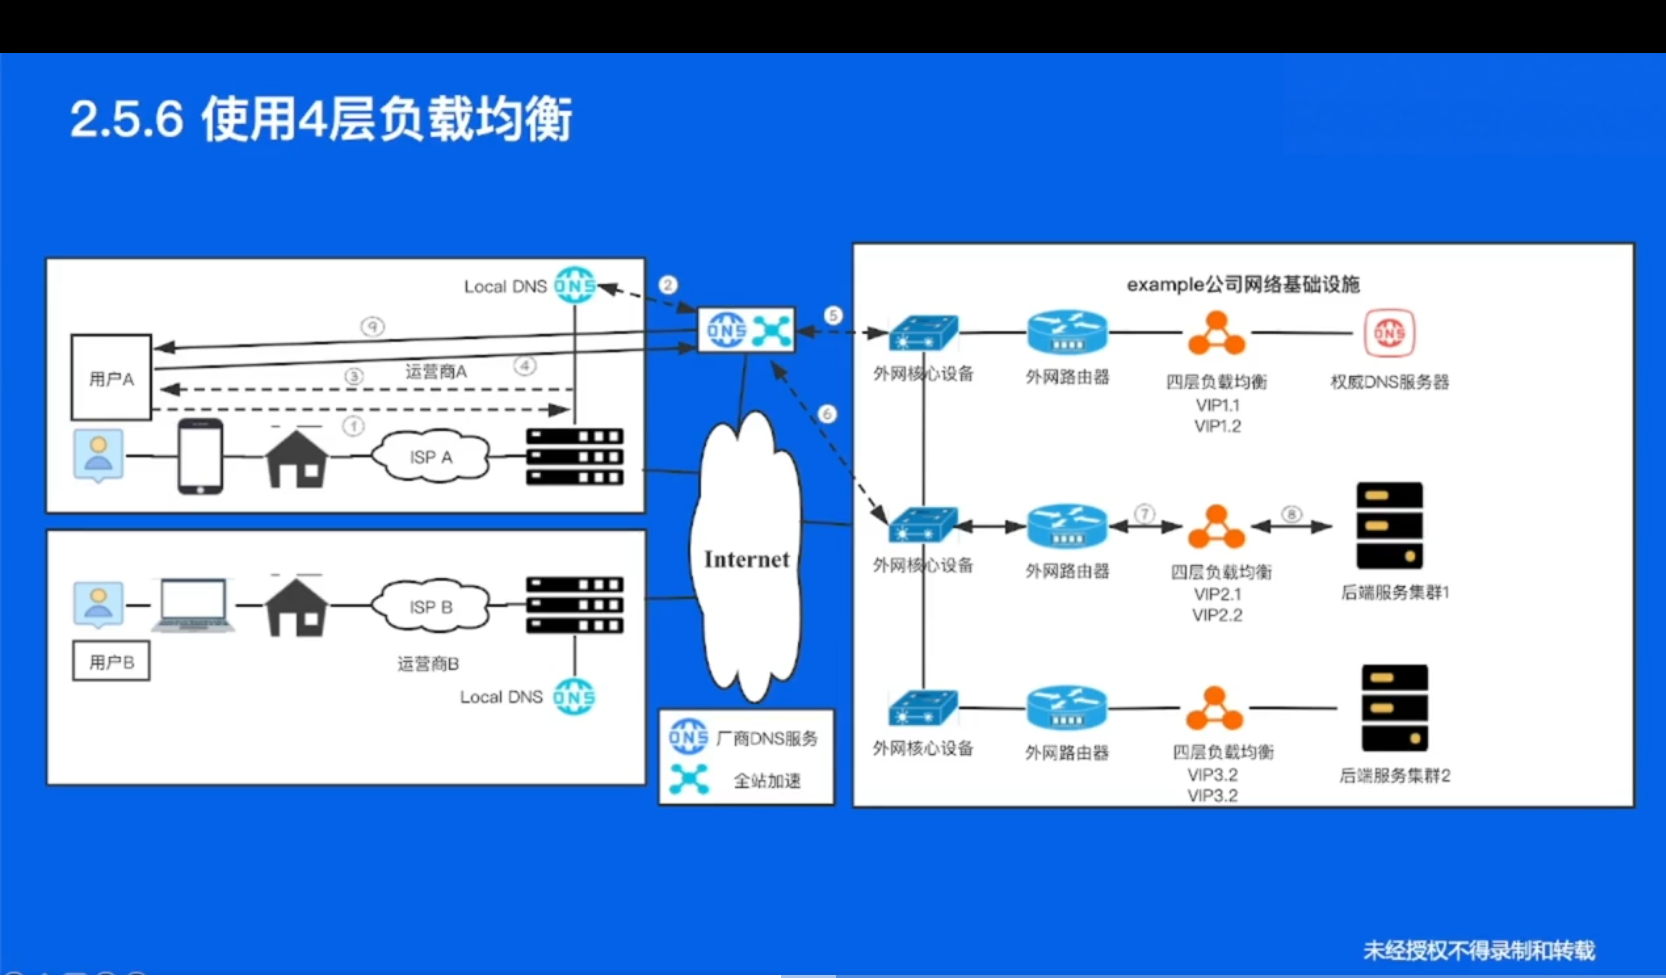 2.5.6 使用4层负载均衡
Local DNS
DNS
②
⑨
用户A
③
运营商A
④
①
ISP A
DNS
⑤
⑥
Internet
ISP B
用户B
运营商B
Local DNS
DNS
DNS 厂商DNS服务
全站加速
example公司网络基础设施
DNS
外网核心设备
外网路由器
四层负载均衡
VIP1.1
VIP1.2
权威DNS服务器
⑦
⑧
外网核心设备
外网路由器
四层负载均衡
VIP2.1
VIP2.2
后端服务集群1
外网核心设备
外网路由器
四层负载均衡
VIP3.2
VIP3.2
后端服务集群2
未经授权不得录制和转载